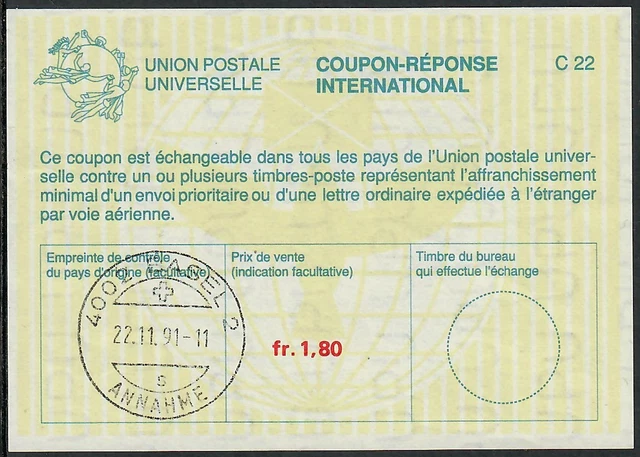 UNION POSTALE
UNIVERSELLE
COUPON-RÉPONSE
INTERNATIONAL
C 22
Ce coupon est échangeable dans tous les pays de l'Union postale univer-
selle contre un ou plusieurs timbres-poste représentant l'affranchissement
minimal d'un envoi prioritaire ou d'une lettre ordinaire expédiée à l'étranger
par voie aérienne.
Empreinte de contrôle
du pays d'origine (facultative)
Prix de vente
(indication facultative)
Timbre du bureau
qui effectue l'échange
4002 BASEL 2
22.11.91-11
s
ANNAHME
fr. 1,80